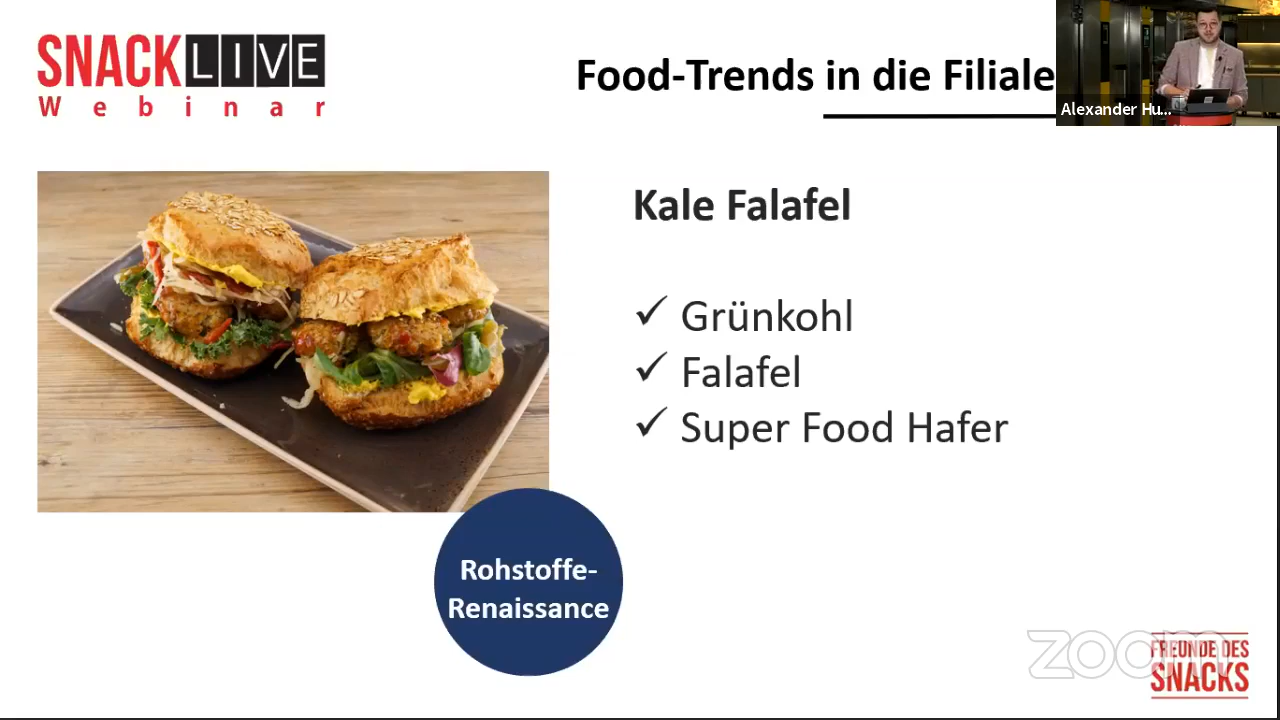 SNACK LIVE
Webinar
Food-Trends in die Filiale
Alexander Hu...
Kale Falafel
✓ Grünkohl
✓ Falafel
✓ Super Food Hafer
Rohstoffe-
Renaissance
zoom
FREUNDE DES
SNACKS